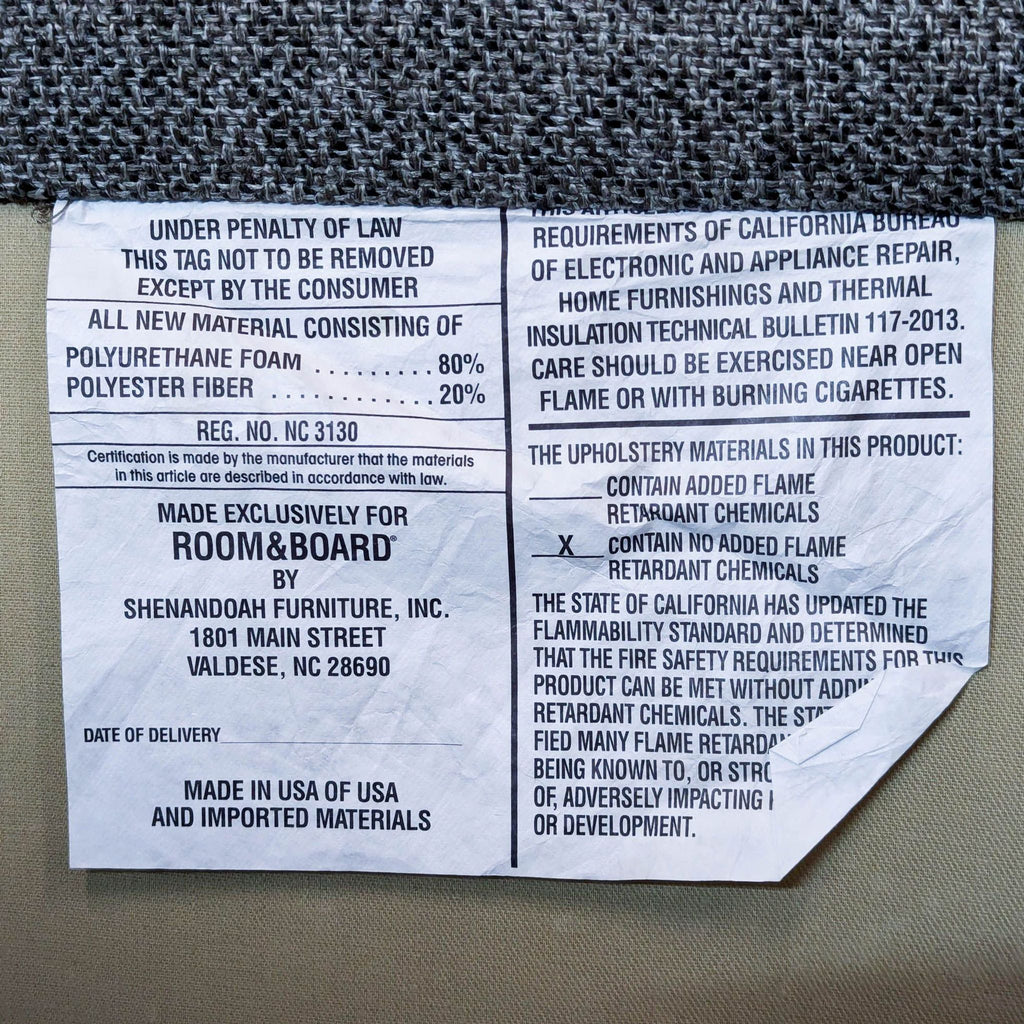 UNDER PENALTY OF LAW
THIS TAG NOT TO BE REMOVED
EXCEPT BY THE CONSUMER
ALL NEW MATERIAL CONSISTING OF
POLYURETHANE FOAM ......... 80%
POLYESTER FIBER ............ 20%
REG. NO. NC 3130
Certification is made by the manufacturer that the materials
in this article are described in accordance with law.
MADE EXCLUSIVELY FOR
ROOM&BOARD®
BY
SHENANDOAH FURNITURE, INC.
1801 MAIN STREET
VALDESE, NC 28690
DATE OF DELIVERY
MADE IN USA OF USA
AND IMPORTED MATERIALS
THIS ARTICLE
REQUIREMENTS OF CALIFORNIA BUREAU
OF ELECTRONIC AND APPLIANCE REPAIR,
HOME FURNISHINGS AND THERMAL
INSULATION TECHNICAL BULLETIN 117-2013.
CARE SHOULD BE EXERCISED NEAR OPEN
FLAME OR WITH BURNING CIGARETTES.
THE UPHOLSTERY MATERIALS IN THIS PRODUCT:
CONTAIN ADDED FLAME
RETARDANT CHEMICALS
X CONTAIN NO ADDED FLAME
RETARDANT CHEMICALS
THE STATE OF CALIFORNIA HAS UPDATED THE
FLAMMABILITY STANDARD AND DETERMINED
THAT THE FIRE SAFETY REQUIREMENTS FOR THIS
PRODUCT CAN BE MET WITHOUT
RETARDANT CHEMICALS. THE
FIED MANY FLAME
BEING KNOWN TO, OR
OF, ADVERSELY IMPACTING
OR DEVELOPMENT.